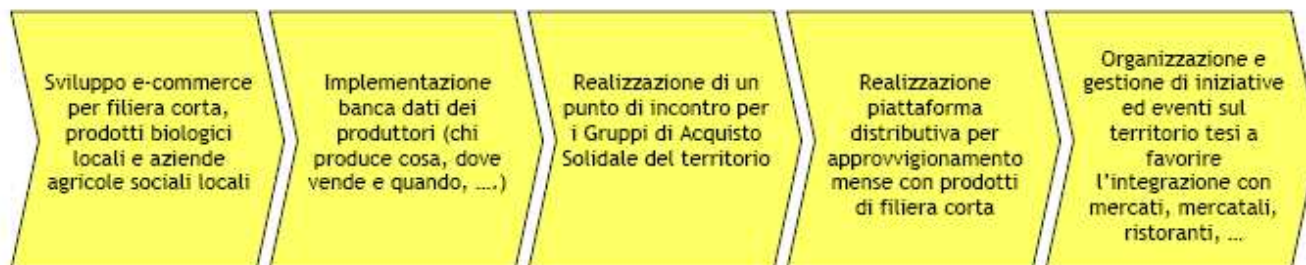 Sviluppo e-commerce
per filiera corta,
prodotti biologici
locali e aziende
agricole sociali locali
Implementazione
banca dati dei
produttori (chi
produce cosa, dove
vende e quando, ….)
Realizzazione di un
punto di incontro per
i Gruppi di Acquisto
Solidale del territorio
Realizzazione
piattaforma
distributiva per
approvvigionamento
mense con prodotti
di filiera corta
Organizzazione e
gestione di iniziative
ed eventi sul
territorio tesi a
favorire
l'integrazione con
mercati, mercatali,
ristoranti, …